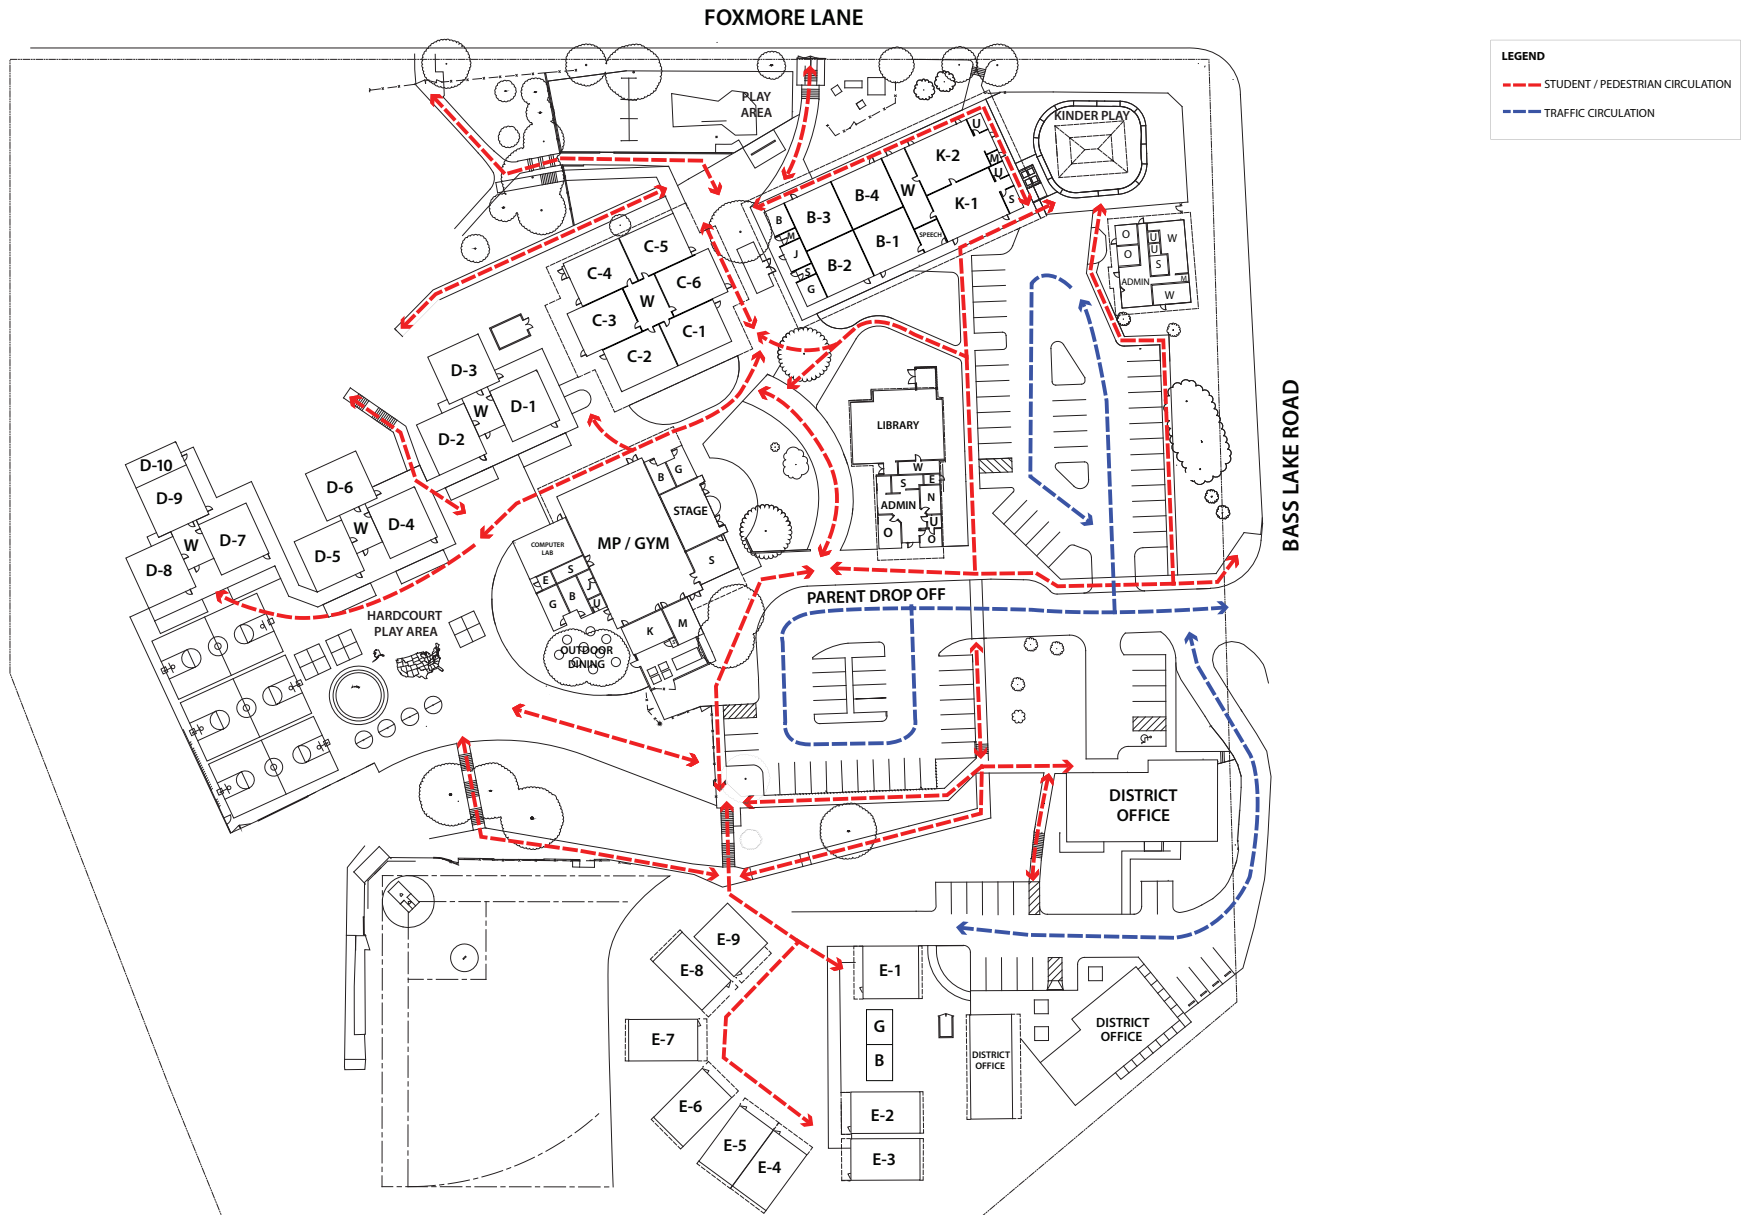 FOXMORE LANE
LEGEND
STUDENT / PEDESTRIAN CIRCULATION
TRAFFIC CIRCULATION
PLAY
AREA
KINDER PLAY
U
K-2
M
U
S
K-1
W
B-4
B-3
B
M
J
S
G
B-2
B-1
SPEECH
O
O
U
U
W
S
ADMIN
M
W
C-5
C-4
C-6
W
C-3
C-1
C-2
D-3
D-1
W
D-2
D-10
D-9
D-6
D-4
W
D-5
D-7
W
D-8
LIBRARY
W
S
E
N
ADMIN
U
O
O
BASS LAKE ROAD
B
G
STAGE
MP / GYM
S
COMPUTER
LAB
E
S
J
G
B
U
K
M
S
OUTDOOR
DINING
HARDCOURT
PLAY AREA
PARENT DROP OFF
DISTRICT
OFFICE
E-9
E-8
E-7
E-6
E-5
E-4
E-1
G
B
E-2
E-3
DISTRICT
OFFICE
DISTRICT
OFFICE